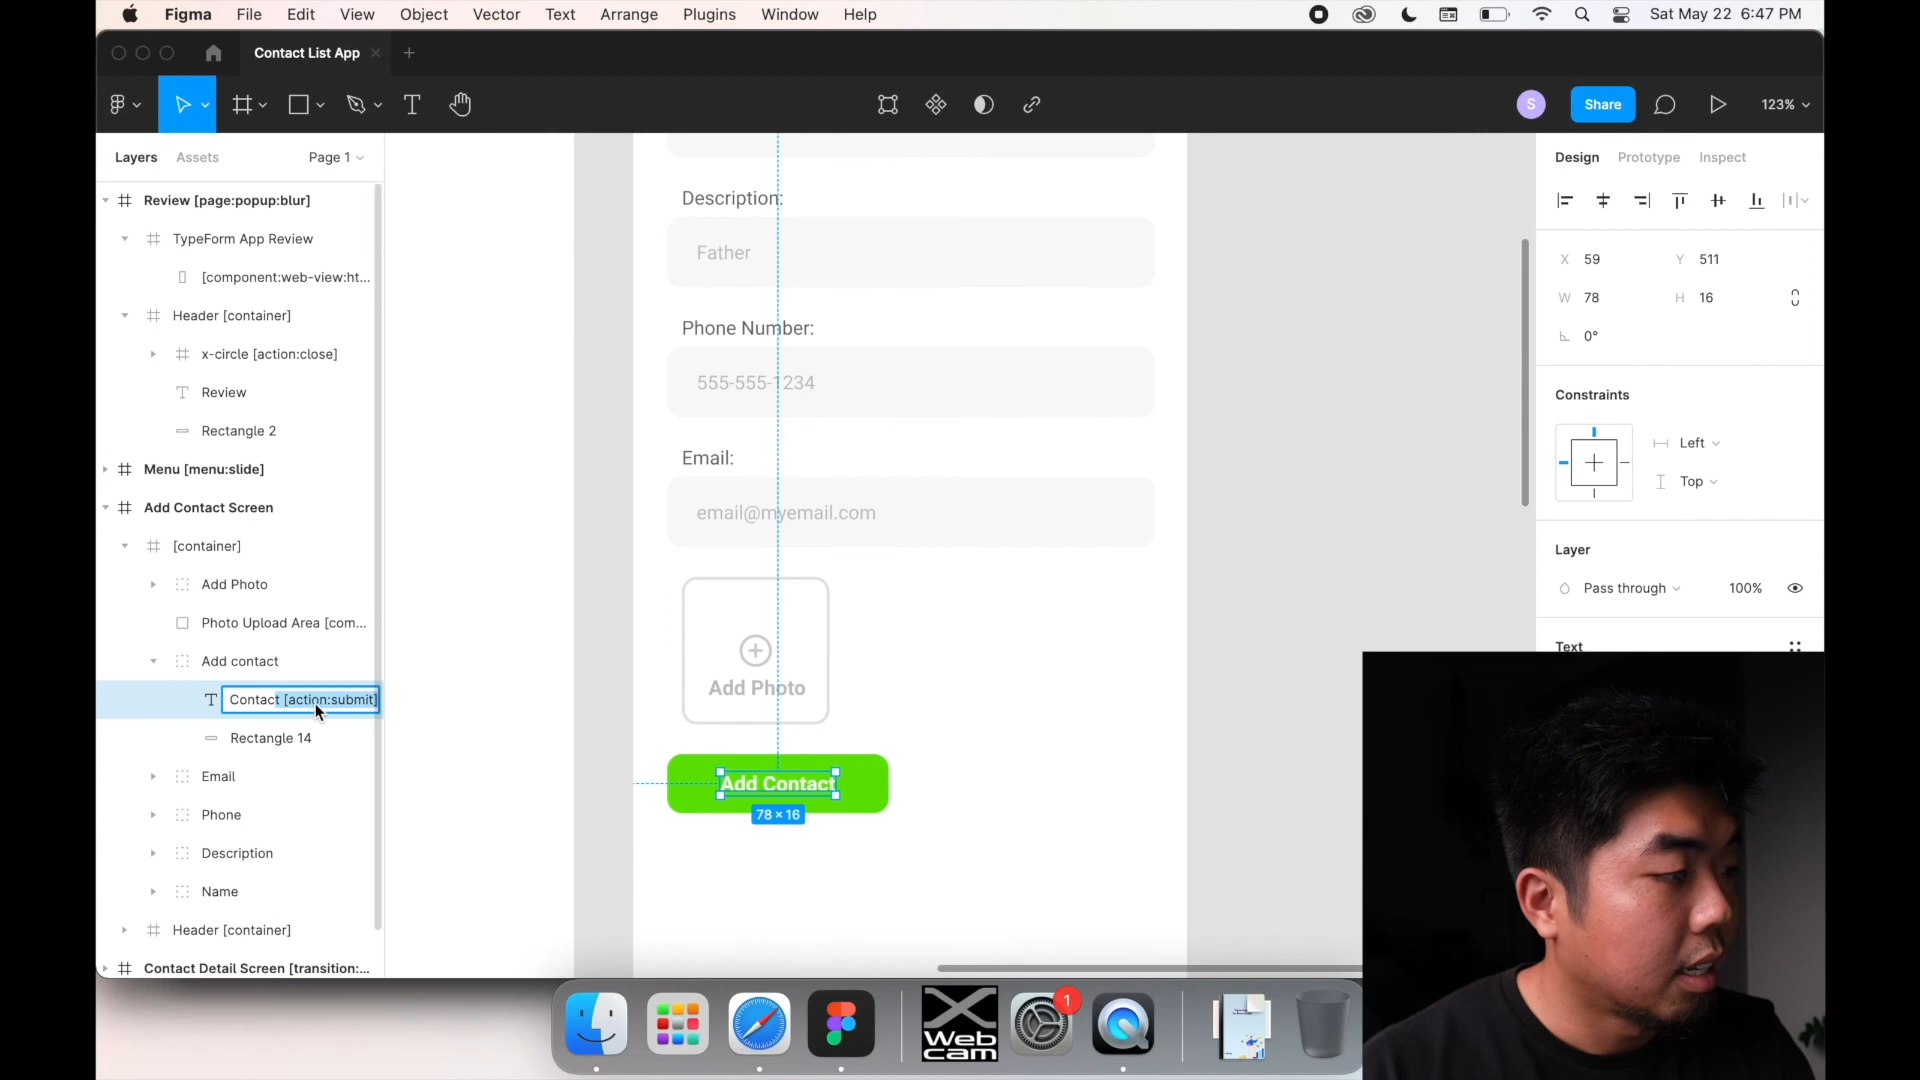 Figma File Edit View Object Vector Text Arrange Plugins Window Help
Sat May 22 6:47 PM
Contact List App
S
Share
123%
Layers Assets Page 1
Review [page:popup:blur]
TypeForm App Review
[component:web-view:ht...
Header [container]
x-circle [action:close]
Review
Rectangle 2
Menu [menu:slide]
Add Contact Screen
[container]
Add Photo
Photo Upload Area [com...
Add contact
Contact [action:submit]
Rectangle 14
Email
Phone
Description
Name
Header [container]
Contact Detail Screen [transition:...
Description:
Father
Phone Number:
555-555-1234
Email:
email@myemail.com
Add Photo
Add Contact
78 × 16
Design Prototype Inspect
X 59 Y 511
W 78 H 16
0°
Constraints
Left
Top
Layer
Pass through 100%
Text
X
Web
cam
1